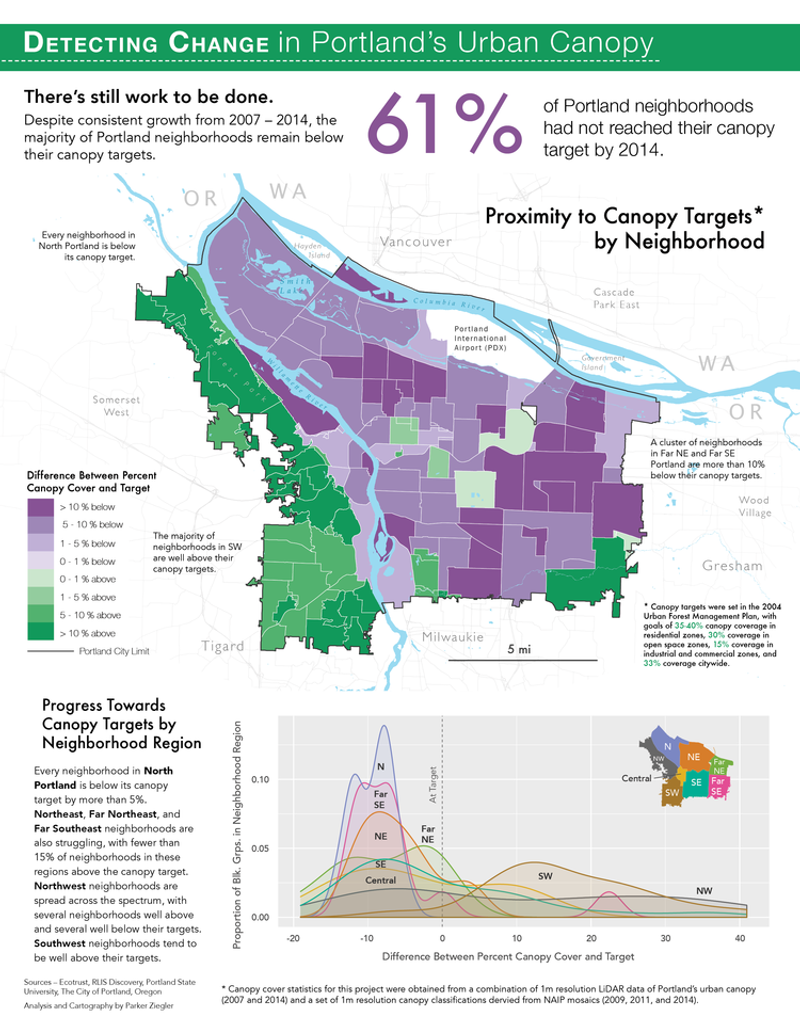 DETECTING CHANGE in Portland's Urban Canopy
There's still work to be done.
Despite consistent growth from 2007 – 2014, the
majority of Portland neighborhoods remain below
their canopy targets.
61%
of Portland neighborhoods
had not reached their canopy
target by 2014.
Proximity to Canopy Targets*
by Neighborhood
OR
WA
Every neighborhood in
North Portland is below
its canopy target.
Hayden
Island
Vancouver
Smith
Lake
Columbia River
Cascade
Park East
Portland
International
Airport (PDX)
Government
Island
WA
OR
Forest Park
Willamette River
Somerset
West
A cluster of neighborhoods
in Far NE and Far SE
Portland are more than 10%
below their canopy targets.
Wood
Village
Gresham
Difference Between Percent
Canopy Cover and Target
> 10 % below
5 - 10 % below
1 - 5 % below
0 - 1 % below
0 - 1 % above
1 - 5 % above
5 - 10 % above
> 10 % above
Portland City Limit
The majority of
neighborhoods in SW
are well above their
canopy targets.
Tigard
Milwaukie
5 mi
* Canopy targets were set in the 2004
Urban Forest Management Plan, with
goals of 35-40% canopy coverage in
residential zones, 30% coverage in
open space zones, 15% coverage in
industrial and commercial zones, and
33% coverage citywide.
Progress Towards
Canopy Targets by
Neighborhood Region
Every neighborhood in North
Portland is below its canopy
target by more than 5%.
Northeast, Far Northeast, and
Far Southeast neighborhoods are
also struggling, with fewer than
15% of neighborhoods in these
regions above the canopy target.
Northwest neighborhoods are
spread across the spectrum, with
several neighborhoods well above
and several well below their targets.
Southwest neighborhoods tend to
be well above their targets.
Proportion of Blk. Grps. in Neighborhood Region
0.10
0.05
0.00
N
Far
SE
NE
Far
NE
SE
Central
SW
NW
At Target
N
NW
NE
Far
NE
Central
SE
Far
SE
SW
-20
-10
0
10
20
30
40
Difference Between Percent Canopy Cover and Target
Sources – Ecotrust, RLIS Discovery, Portland State
University, The City of Portland, Oregon
Analysis and Cartography by Parker Ziegler
* Canopy cover statistics for this project were obtained from a combination of 1m resolution LiDAR data of Portland's urban canopy
(2007 and 2014) and a set of 1m resolution canopy classifications dervied from NAIP mosaics (2009, 2011, and 2014).